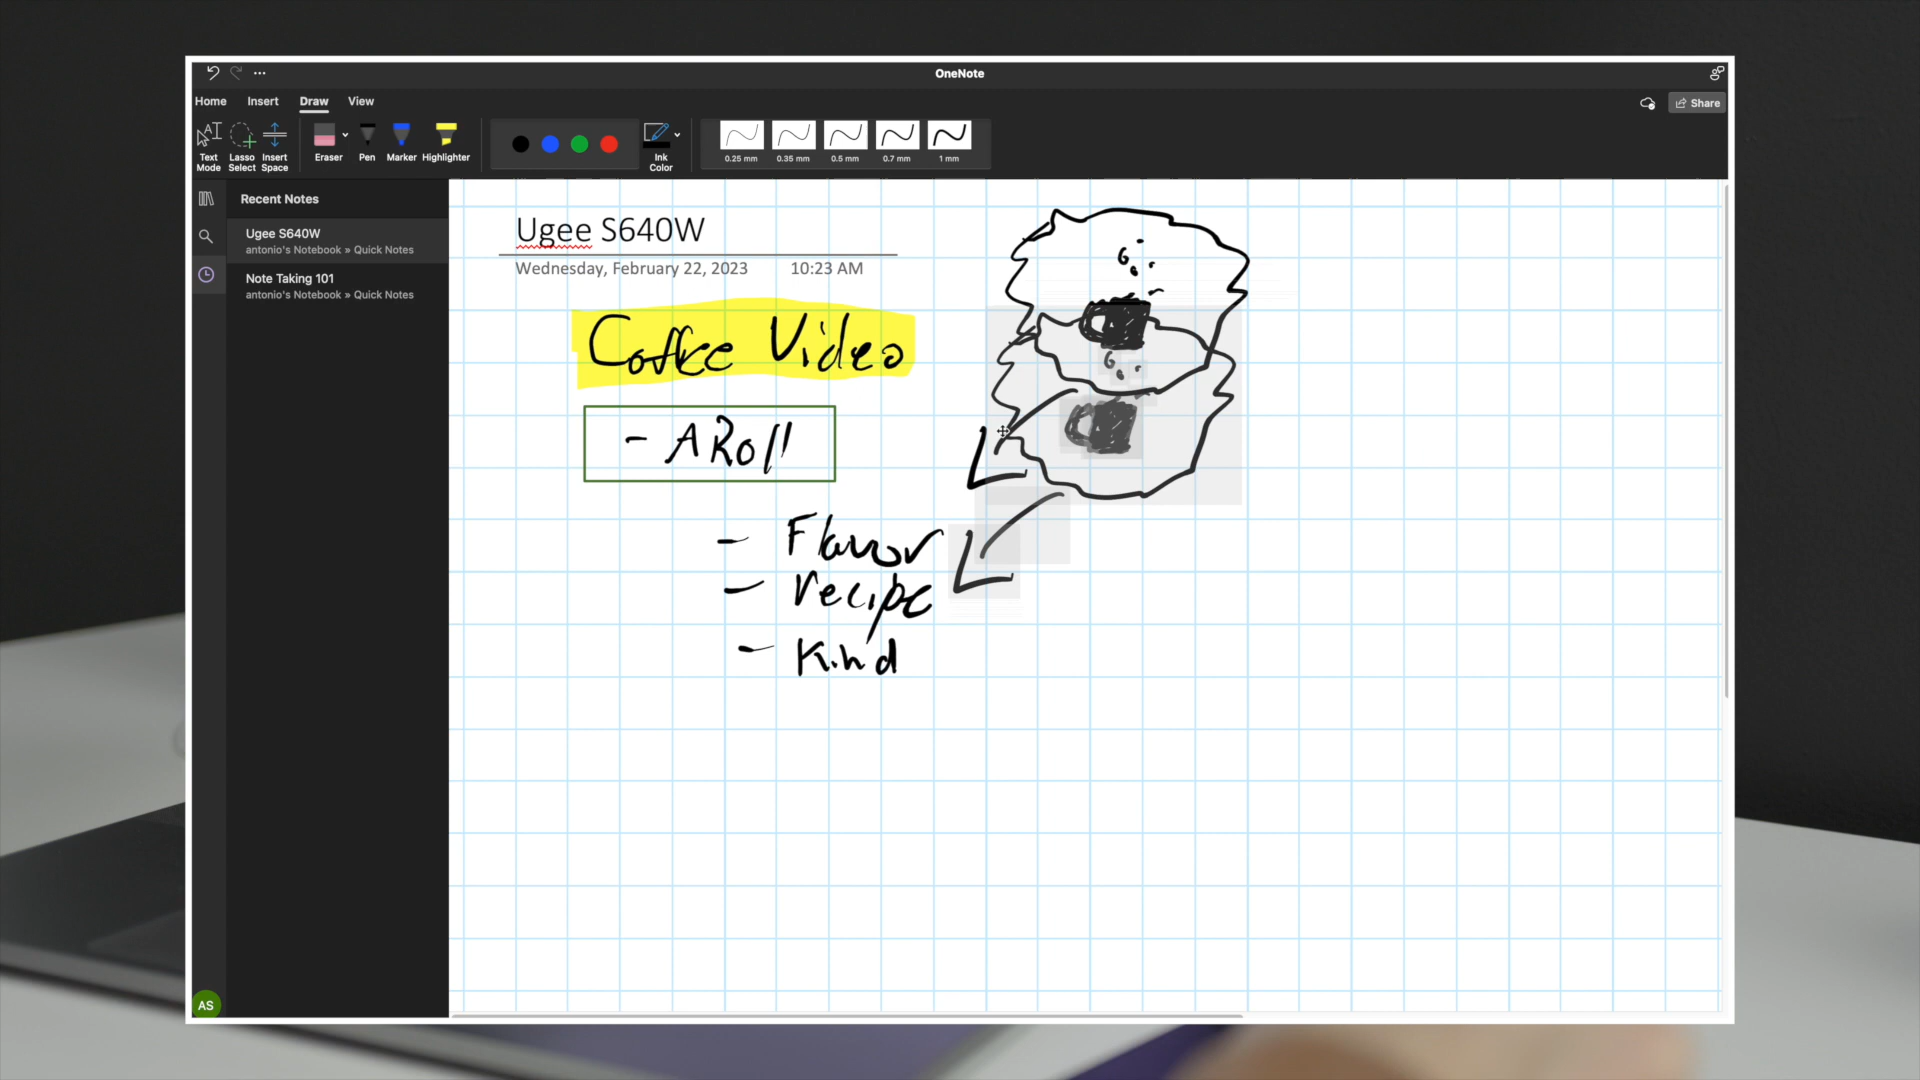 OneNote
Home Insert Draw View
Share
Text Mode
Lasso Select
Insert Space
Eraser
Pen
Marker
Highlighter
Ink Color
0.25 mm
0.35 mm
0.5 mm
0.7 mm
1 mm
Recent Notes
Ugee S640W
antonio's Notebook » Quick Notes
Note Taking 101
antonio's Notebook » Quick Notes
AS
Ugee S640W
Wednesday, February 22, 2023 10:23 AM
Coffee Video
- A Roll
- Flavor
- recipe
- Kind